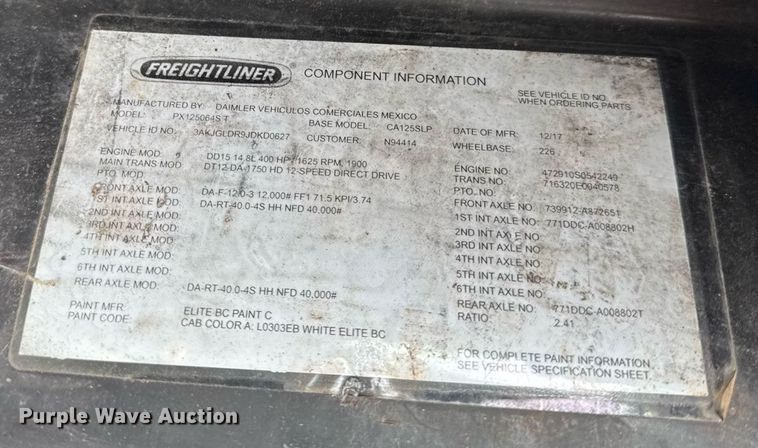 FREIGHTLINER COMPONENT INFORMATION
SEE VEHICLE ID NO.
WHEN ORDERING PARTS
MANUFACTURED BY: DAIMLER VEHICULOS COMERCIALES MEXICO
MODEL: PX125064S T BASE MODEL: CA125SLP DATE OF MFR: 12/17
VEHICLE ID NO.: 3AKJGLDR9JDKD0627 CUSTOMER: N94414 WHEELBASE: 226
ENGINE MOD: DD15 14.8L 400 HP / 1625 RPM, 1900 ENGINE NO: 472910S0542249
MAIN TRANS MOD: DT12-DA-1750 HD 12-SPEED DIRECT DRIVE TRANS NO: 716320E0040578
PTO. MOD: PTO. NO:
FRONT AXLE MOD: DA-F-12.0-3 12,000# FF1 71.5 KPI/3.74 FRONT AXLE NO: 739912-A872651
1ST INT AXLE MOD: DA-RT-40.0-4S HH NFD 40,000# 1ST INT AXLE NO: 771DDC-A008802H
2ND INT AXLE MOD: 2ND INT AXLE NO:
3RD INT AXLE MOD: 3RD INT AXLE NO:
4TH INT AXLE MOD: 4TH INT AXLE NO:
5TH INT AXLE MOD: 5TH INT AXLE NO:
6TH INT AXLE MOD: 6TH INT AXLE NO:
REAR AXLE MOD: DA-RT-40.0-4S HH NFD 40,000# REAR AXLE NO: 771DDC-A008802T
RATIO: 2.41
PAINT MFR: ELITE BC PAINT C
PAINT CODE: CAB COLOR A: L0303EB WHITE ELITE BC
FOR COMPLETE PAINT INFORMATION
SEE VEHICLE SPECIFICATION SHEET.
Purple Wave Auction